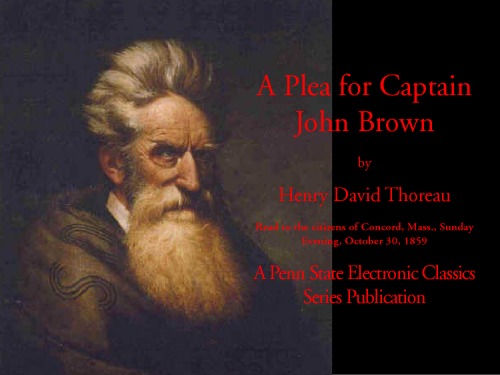 A Plea for Captain
John Brown
by
Henry David Thoreau
Read to the citizens of Concord, Mass., Sunday
Evening, October 30, 1859
A Penn State Electronic Classics
Series Publication